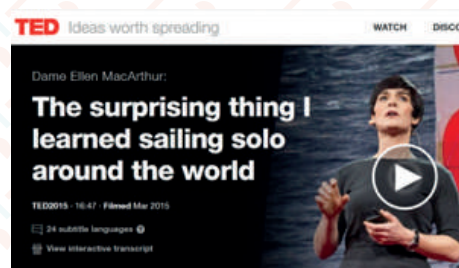 TED Ideas worth spreading
WATCH DISCO
Dame Ellen MacArthur:
The surprising thing I
learned sailing solo
around the world
TED2015 · 16:47 · Filmed Mar 2015
24 subtitle languages
View interactive transcript